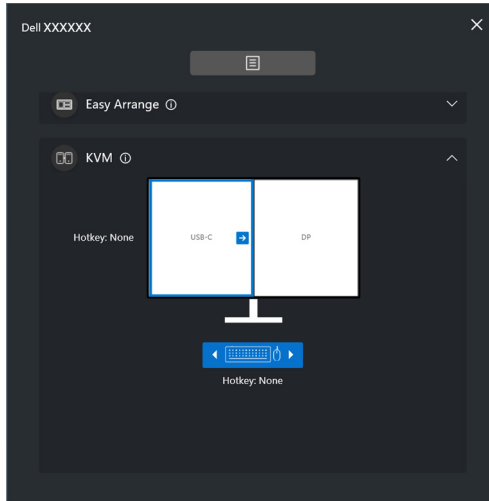 Dell XXXXXX
Easy Arrange
KVM
Hotkey: None
USB-C
DP
Hotkey: None